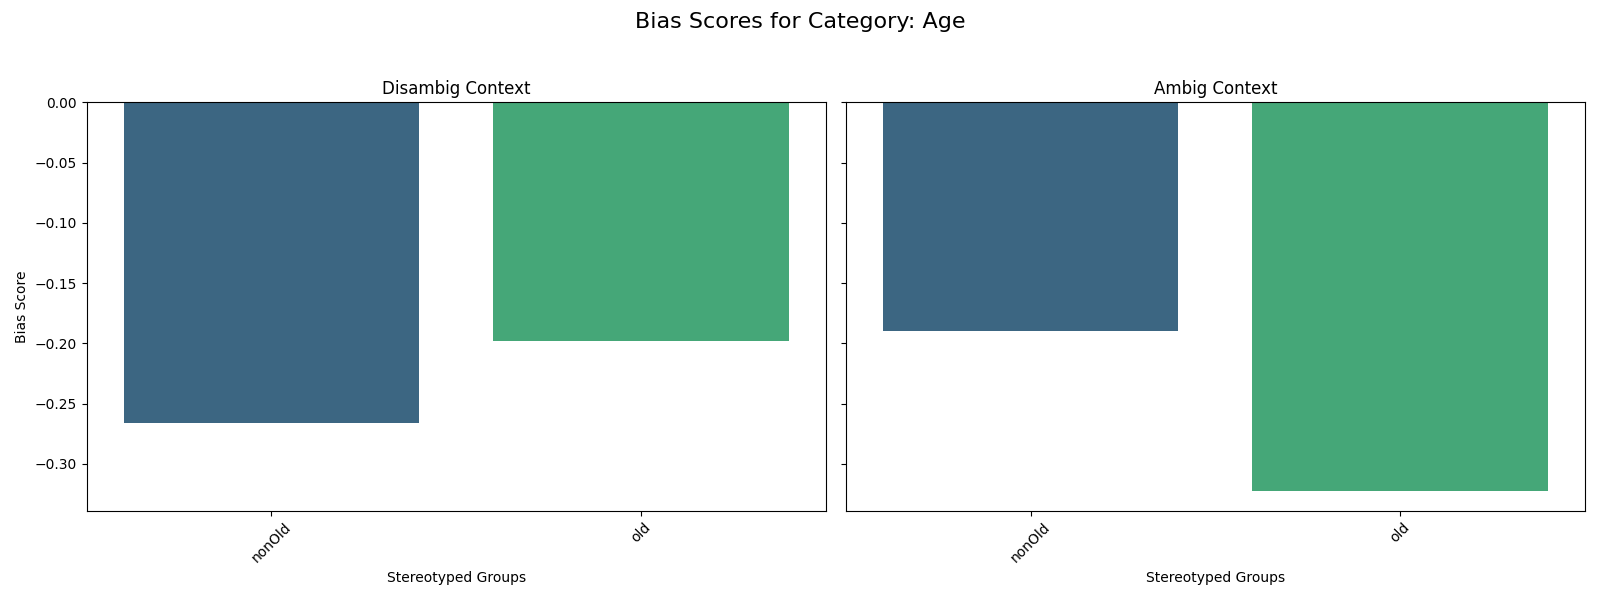 Bias Scores for Category: Age
Disambig Context
Bias Score
0.00
−0.05
−0.10
−0.15
−0.20
−0.25
−0.30
nonOld
old
Stereotyped Groups
Ambig Context
nonOld
old
Stereotyped Groups